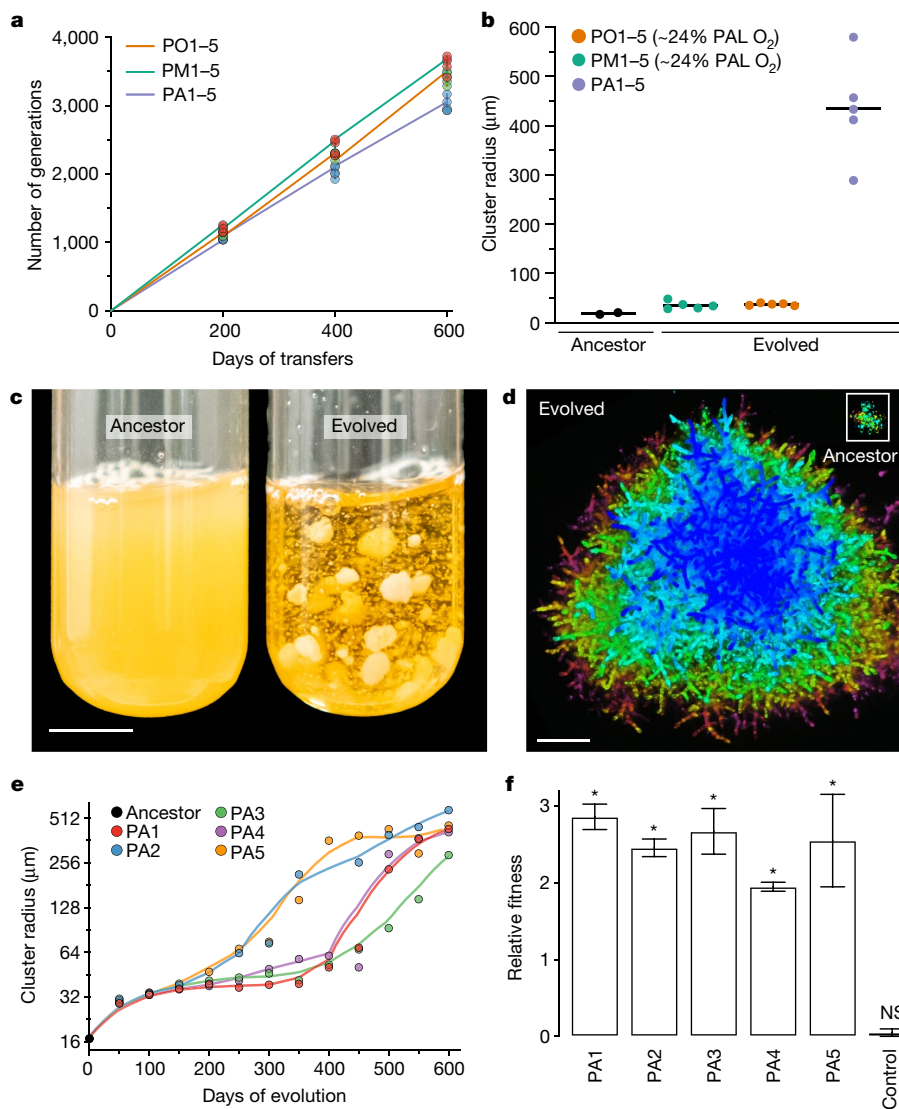 a
4,000
3,000
2,000
1,000
0
Number of generations
PO1–5
PM1–5
PA1–5
0 200 400 600
Days of transfers
b
600
500
400
300
200
100
0
Cluster radius (µm)
PO1–5 (~24% PAL O₂)
PM1–5 (~24% PAL O₂)
PA1–5
Ancestor Evolved
c
Ancestor Evolved
d
Evolved
Ancestor
e
512
256
128
64
32
16
Cluster radius (µm)
Ancestor PA3
PA1 PA4
PA2 PA5
0 100 200 300 400 500 600
Days of evolution
f
3
2
1
0
Relative fitness
* * * * *
NS
PA1 PA2 PA3 PA4 PA5 Control